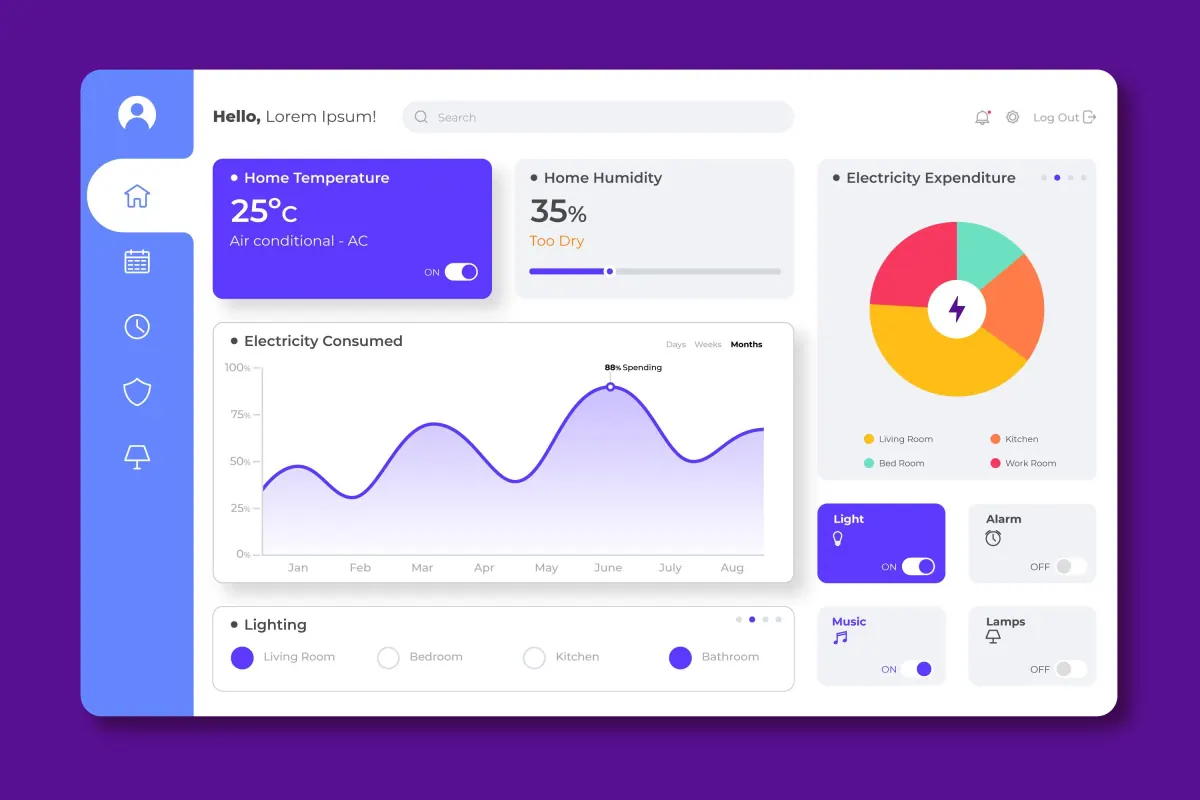 Hello, Lorem Ipsum!
Search
Log Out
Home Temperature
25°C
Air conditional - AC
ON
Home Humidity
35%
Too Dry
Electricity Expenditure
Living Room
Kitchen
Bed Room
Work Room
Electricity Consumed
Days Weeks Months
88% Spending
100%
75%
50%
25%
0%
Jan Feb Mar Apr May June July Aug
Light
ON
Alarm
OFF
Lighting
Living Room Bedroom Kitchen Bathroom
Music
ON
Lamps
OFF